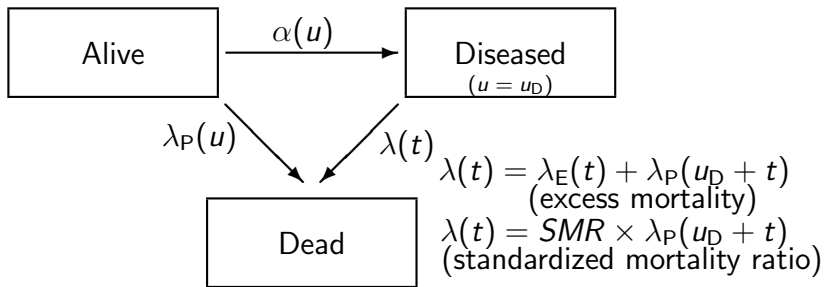 Alive
α(u)
Diseased
(u = u_D)
λ_P(u)
λ(t)
λ(t) = λ_E(t) + λ_P(u_D + t)
(excess mortality)
Dead
λ(t) = SMR × λ_P(u_D + t)
(standardized mortality ratio)